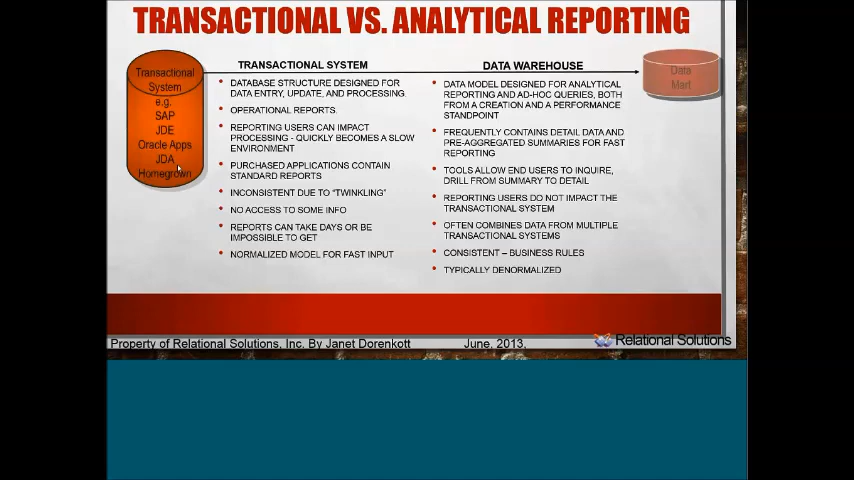 TRANSACTIONAL VS. ANALYTICAL REPORTING
Transactional
System
e.g.
SAP
JDE
Oracle Apps
JDA
Homegrown
TRANSACTIONAL SYSTEM
DATABASE STRUCTURE DESIGNED FOR
DATA ENTRY, UPDATE, AND PROCESSING.
OPERATIONAL REPORTS.
REPORTING USERS CAN IMPACT
PROCESSING - QUICKLY BECOMES A SLOW
ENVIRONMENT
PURCHASED APPLICATIONS CONTAIN
STANDARD REPORTS
INCONSISTENT DUE TO "TWINKLING"
NO ACCESS TO SOME INFO
REPORTS CAN TAKE DAYS OR BE
IMPOSSIBLE TO GET
NORMALIZED MODEL FOR FAST INPUT
DATA WAREHOUSE
DATA MODEL DESIGNED FOR ANALYTICAL
REPORTING AND AD-HOC QUERIES, BOTH
FROM A CREATION AND A PERFORMANCE
STANDPOINT
FREQUENTLY CONTAINS DETAIL DATA AND
PRE-AGGREGATED SUMMARIES FOR FAST
REPORTING
TOOLS ALLOW END USERS TO INQUIRE,
DRILL FROM SUMMARY TO DETAIL
REPORTING USERS DO NOT IMPACT THE
TRANSACTIONAL SYSTEM
OFTEN COMBINES DATA FROM MULTIPLE
TRANSACTIONAL SYSTEMS
CONSISTENT – BUSINESS RULES
TYPICALLY DENORMALIZED
Data
Mart
Property of Relational Solutions, Inc. By Janet Dorenkott
June, 2013,
Relational Solutions